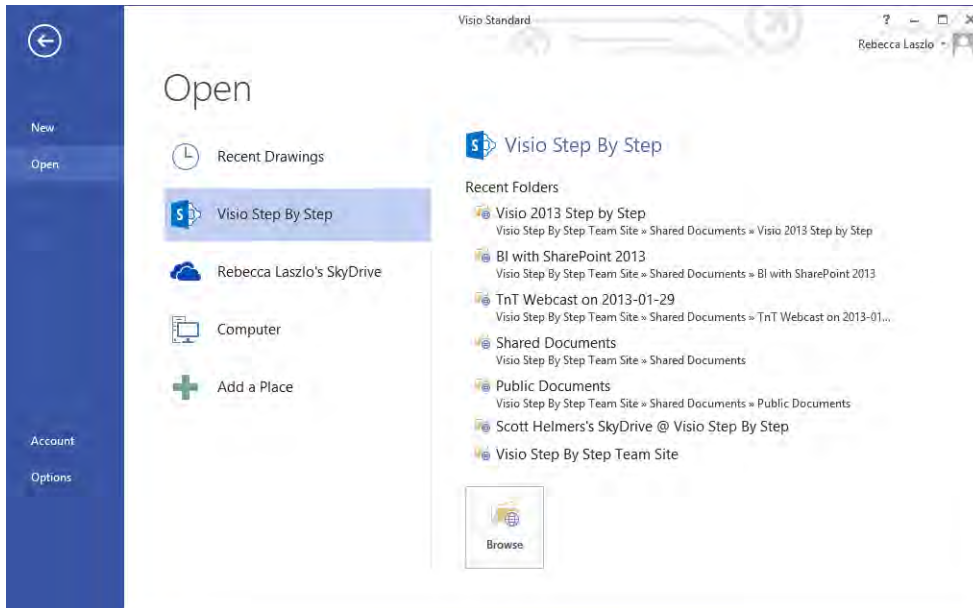 Visio Standard
?
Rebecca Laszlo
Open
New
Open
Account
Options
Recent Drawings
Visio Step By Step
Rebecca Laszlo's SkyDrive
Computer
Add a Place
S
Visio Step By Step
Recent Folders
Visio 2013 Step by Step
Visio Step By Step Team Site » Shared Documents » Visio 2013 Step by Step
BI with SharePoint 2013
Visio Step By Step Team Site » Shared Documents » BI with SharePoint 2013
TnT Webcast on 2013-01-29
Visio Step By Step Team Site » Shared Documents » TnT Webcast on 2013-01...
Shared Documents
Visio Step By Step Team Site » Shared Documents
Public Documents
Visio Step By Step Team Site » Shared Documents » Public Documents
Scott Helmers's SkyDrive @ Visio Step By Step
Visio Step By Step Team Site
Browse